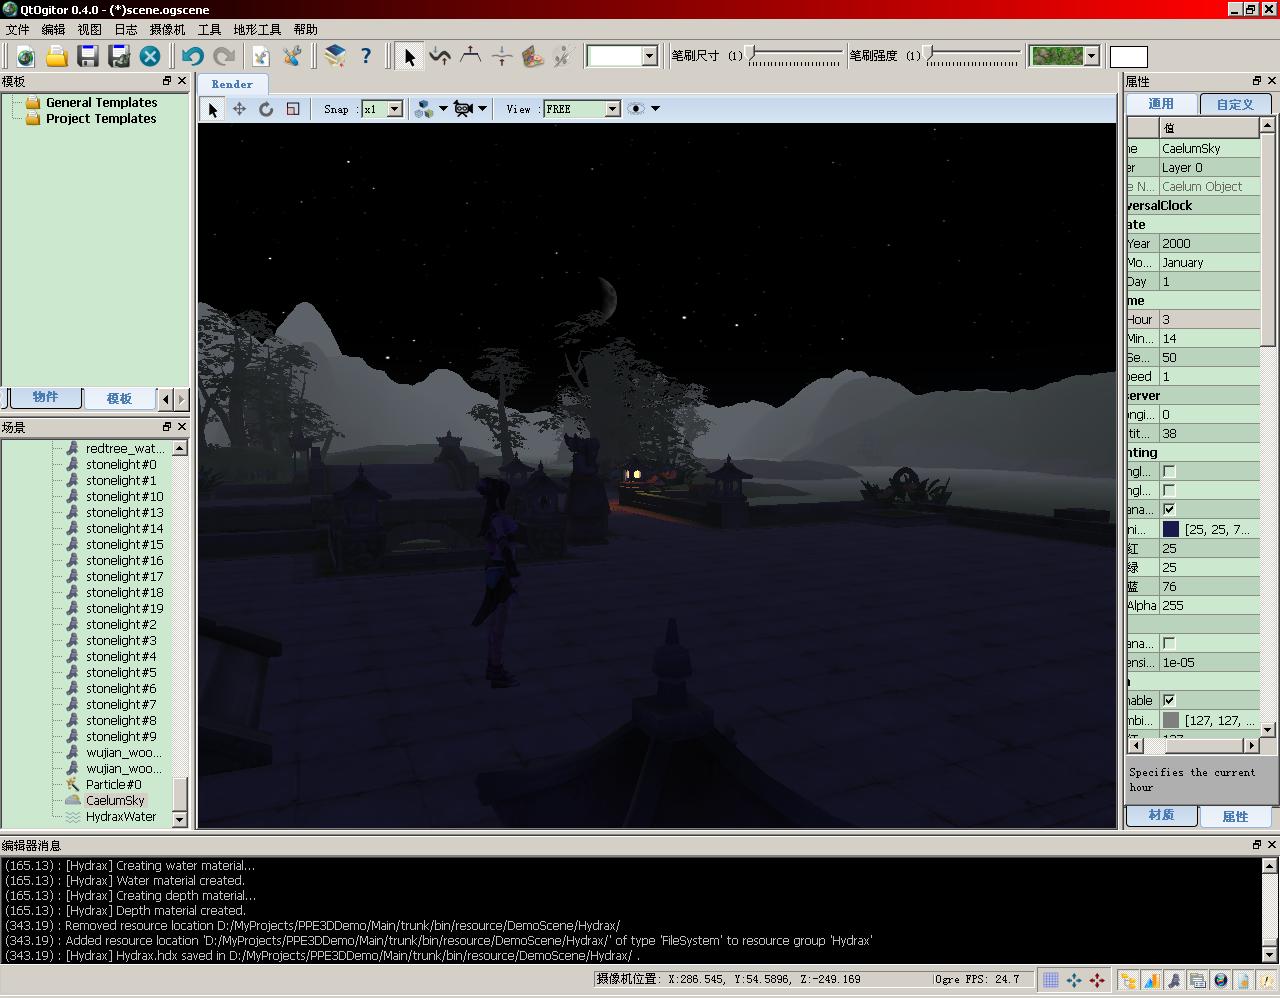 QtOgitor 0.4.0 - (*)scene.ogscene
文件 编辑 视图 日志 摄像机 工具 地形工具 帮助
笔刷尺寸 (1) 笔刷强度 (1)
模板
General Templates
Project Templates
物件 模板
场景
redtree_wat...
stonelight#0
stonelight#1
stonelight#10
stonelight#13
stonelight#14
stonelight#15
stonelight#16
stonelight#17
stonelight#18
stonelight#19
stonelight#2
stonelight#3
stonelight#4
stonelight#5
stonelight#6
stonelight#7
stonelight#8
stonelight#9
wujian_woo...
wujian_woo...
Particle#0
CaelumSky
HydraxWater
Render
Snap : x1 View : FREE
属性
通用 自定义
值
me CaelumSky
er Layer 0
e N... Caelum Object
versalClock
ate
Year 2000
Mo... January
Day 1
me
Hour 3
Min... 14
Se... 50
peed 1
server
ongi... 0
tit... 38
hting
ngl...
ngl...
ana...
ni... [25, 25, 7...
红 25
绿 25
蓝 76
Alpha 255
ana...
ensi... 1e-05
nable
mbi... [127, 127, ...
红 127
Specifies the current
hour
材质 属性
编辑器消息
(165.13) : [Hydrax] Creating water material...
(165.13) : [Hydrax] Water material created.
(165.13) : [Hydrax] Creating depth material...
(165.13) : [Hydrax] Depth material created.
(343.19) : Removed resource location D:/MyProjects/PPE3DDemo/Main/trunk/bin/resource/DemoScene/Hydrax/
(343.19) : Added resource location 'D:/MyProjects/PPE3DDemo/Main/trunk/bin/resource/DemoScene/Hydrax/' of type 'FileSystem' to resource group 'Hydrax'
(343.19) : [Hydrax] Hydrax.hdx saved in D:/MyProjects/PPE3DDemo/Main/trunk/bin/resource/DemoScene/Hydrax/ .
摄像机位置: X:286.545, Y:54.5896, Z:-249.169 Ogre FPS: 24.7